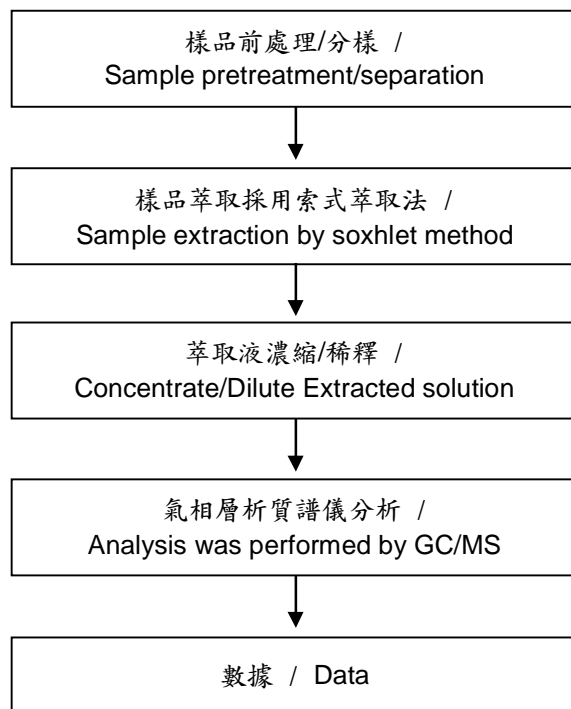 樣品前處理/分樣 /
Sample pretreatment/separation
樣品萃取採用索式萃取法 /
Sample extraction by soxhlet method
萃取液濃縮/稀釋 /
Concentrate/Dilute Extracted solution
氣相層析質譜儀分析 /
Analysis was performed by GC/MS
數據 / Data